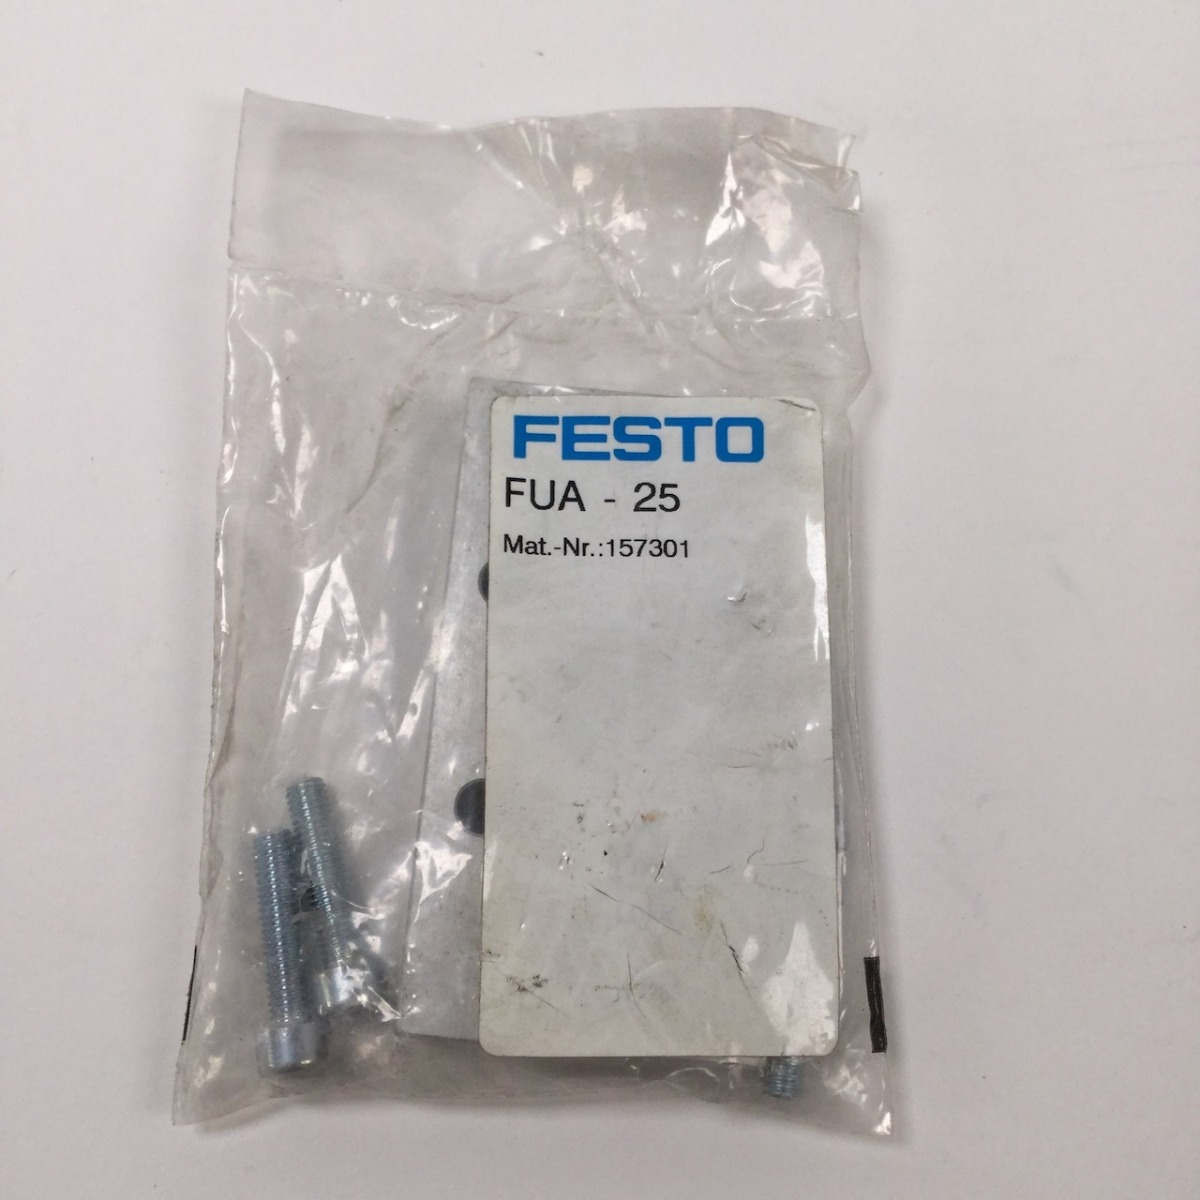 FESTO
FUA - 25
Mat.-Nr.:157301